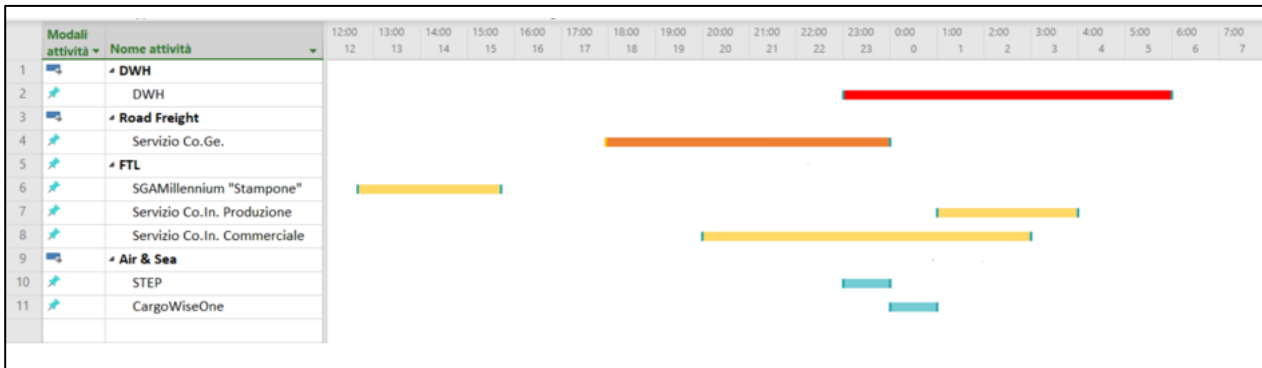 Modali attività Nome attività
12:00 13:00 14:00 15:00 16:00 17:00 18:00 19:00 20:00 21:00 22:00 23:00 0:00 1:00 2:00 3:00 4:00 5:00 6:00 7:00
12 13 14 15 16 17 18 19 20 21 22 23 0 1 2 3 4 5 6 7
1 DWH
2 DWH
3 Road Freight
4 Servizio Co.Ge.
5 FTL
6 SGAMillennium "Stampone"
7 Servizio Co.In. Produzione
8 Servizio Co.In. Commerciale
9 Air & Sea
10 STEP
11 CargoWiseOne